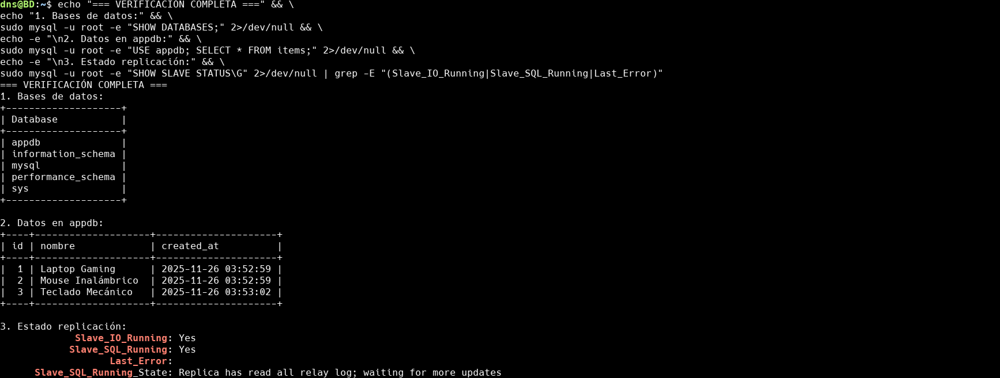 dns@BD:~$ echo "=== VERIFICACIÓN COMPLETA ===" && \
echo "1. Bases de datos:" && \
sudo mysql -u root -e "SHOW DATABASES;" 2>/dev/null && \
echo -e "\n2. Datos en appdb:" && \
sudo mysql -u root -e "USE appdb; SELECT * FROM items;" 2>/dev/null && \
echo -e "\n3. Estado replicación:" && \
sudo mysql -u root -e "SHOW SLAVE STATUS\G" 2>/dev/null | grep -E "(Slave_IO_Running|Slave_SQL_Running|Last_Error)"
=== VERIFICACIÓN COMPLETA ===
1. Bases de datos:
+--------------------+
| Database           |
+--------------------+
| appdb              |
| information_schema |
| mysql              |
| performance_schema |
| sys                |
+--------------------+

2. Datos en appdb:
+----+--------------------+---------------------+
| id | nombre             | created_at          |
+----+--------------------+---------------------+
|  1 | Laptop Gaming      | 2025-11-26 03:52:59 |
|  2 | Mouse Inalámbrico  | 2025-11-26 03:52:59 |
|  3 | Teclado Mecánico   | 2025-11-26 03:53:02 |
+----+--------------------+---------------------+

3. Estado replicación:
             Slave_IO_Running: Yes
            Slave_SQL_Running: Yes
                   Last_Error:
      Slave_SQL_Running_State: Replica has read all relay log; waiting for more updates